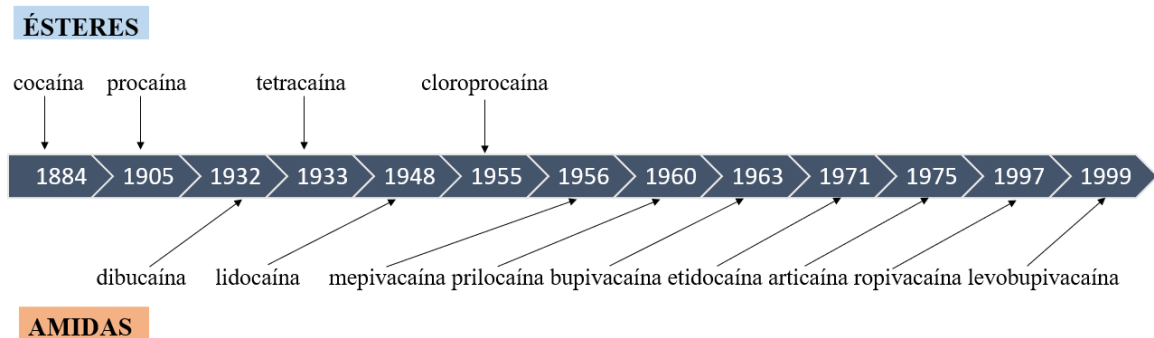 ÉSTERES
cocaína procaína tetracaína cloroprocaína
1884 1905 1932 1933 1948 1955 1956 1960 1963 1971 1975 1997 1999
dibucaína lidocaína mepivacaína prilocaína bupivacaína etidocaína articaína ropivacaína levobupivacaína
AMIDAS